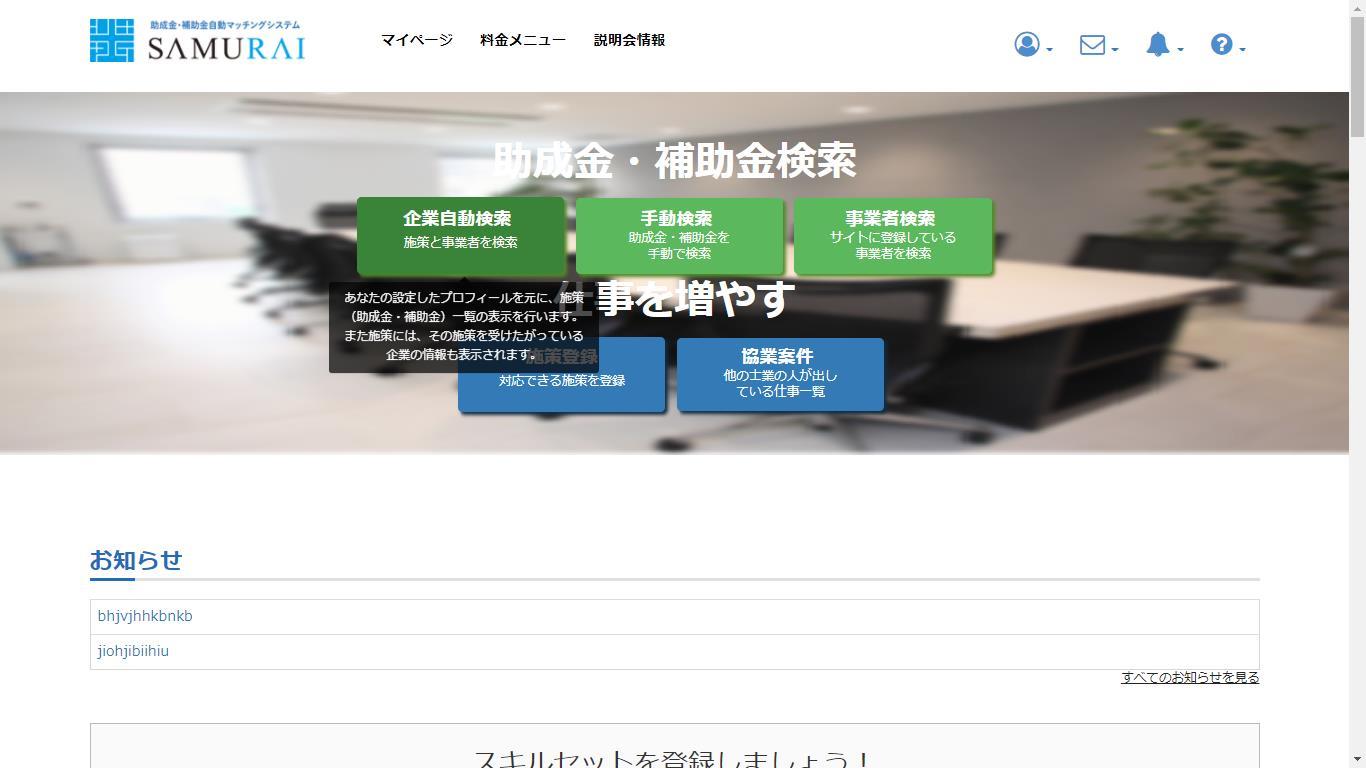 助成金・補助金自動マッチングシステム
SAMURAI
マイページ
料金メニュー
説明会情報
助成金・補助金検索
企業自動検索
施策と事業者を検索
手動検索
助成金・補助金を
手動で検索
事業者検索
サイトに登録している
事業者を検索
あなたの設定したプロフィールを元に、施策
（助成金・補助金）一覧の表示を行います。
また施策には、その施策を受けたがっている
企業の情報も表示されます。
仕事を増やす
施策登録
対応できる施策を登録
協業案件
他の士業の人が出し
ている仕事一覧
お知らせ
bhjvjhhkbnkb
jiohjibiihiu
すべてのお知らせを見る
スキルセットを登録しましょう！